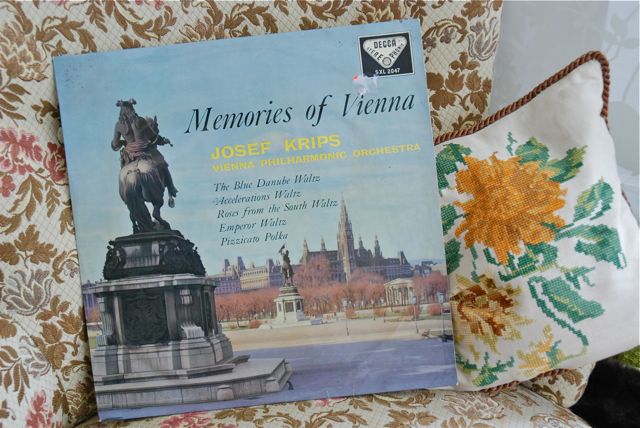 DECCA
SXL 2047
Memories of Vienna
JOSEF KRIPS
VIENNA PHILHARMONIC ORCHESTRA
The Blue Danube Waltz
Accelerations Waltz
Roses from the South Waltz
Emperor Waltz
Pizzicato Polka